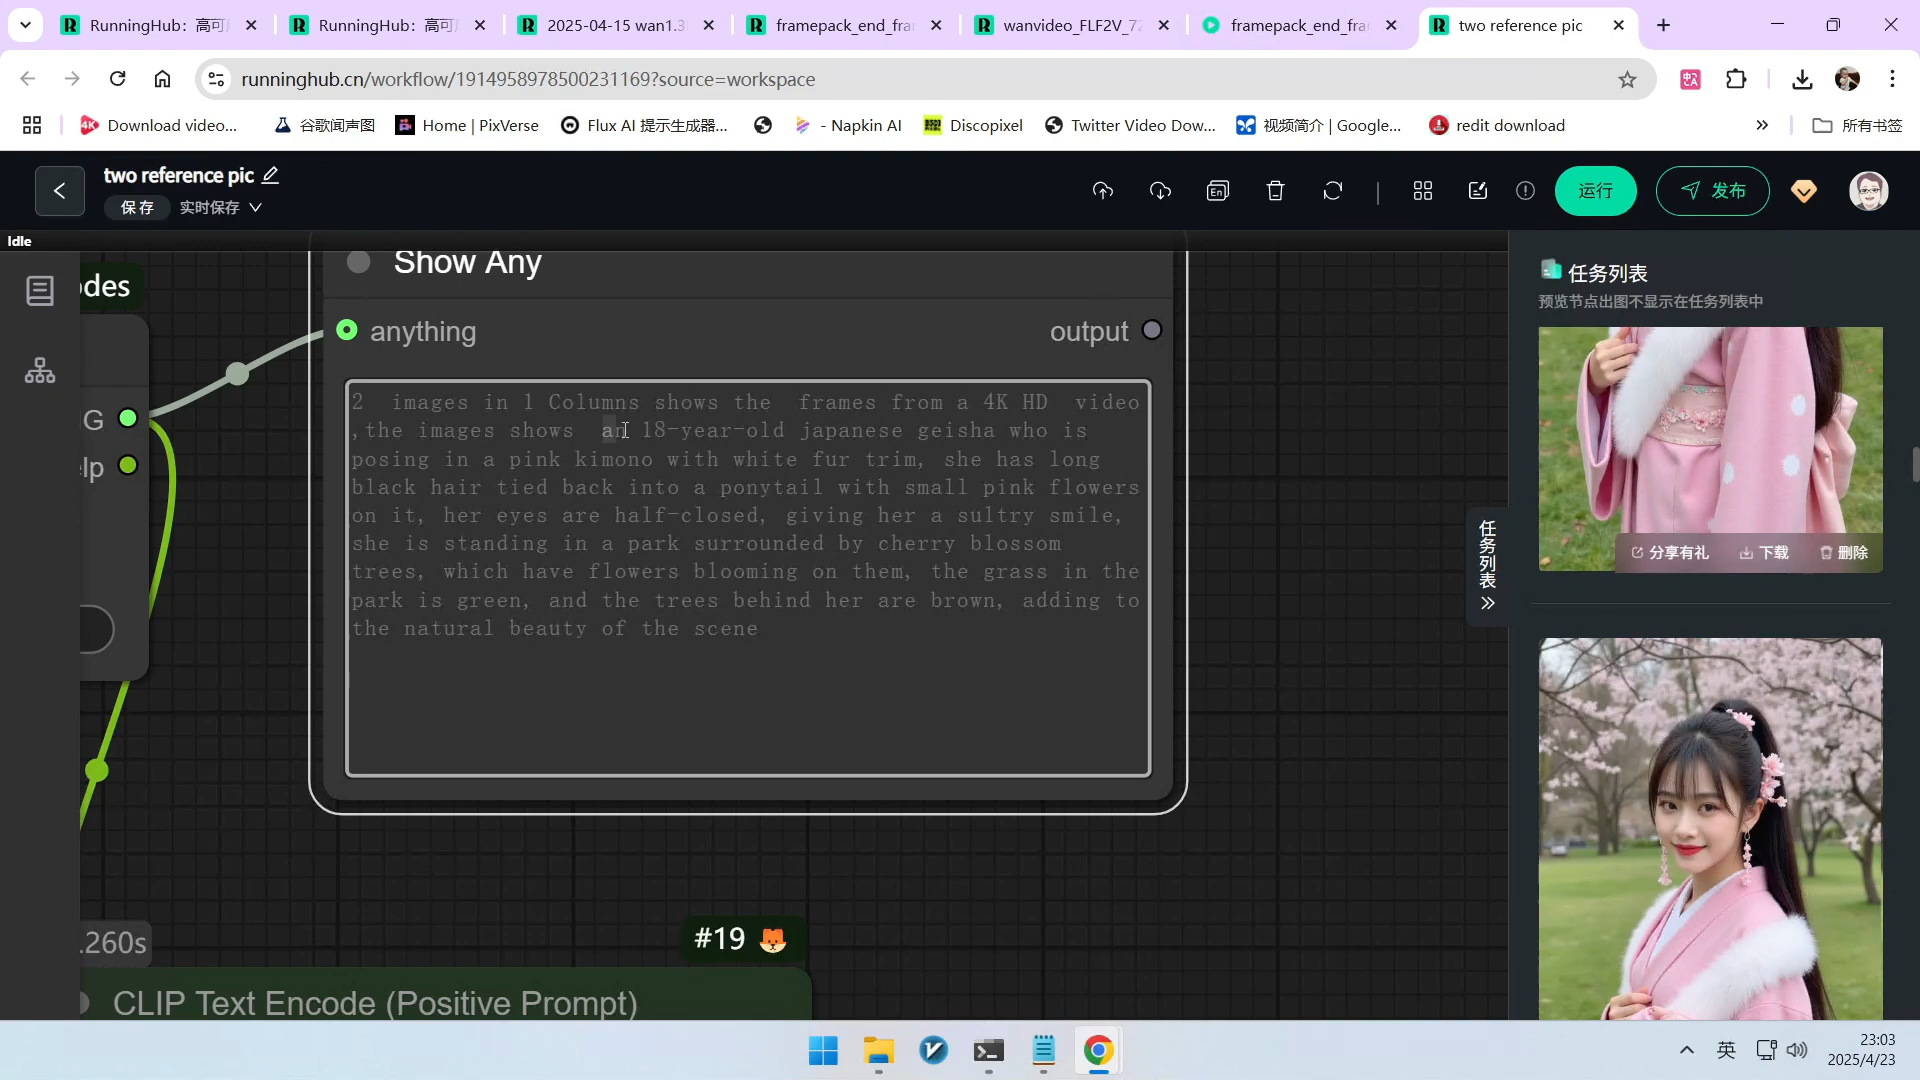 RunningHub：高可
RunningHub：高可
2025-04-15 wan1.3
framepack_end_fra
wanvideo_FLF2V_72
framepack_end_fra
two reference pic
runninghub.cn/workflow/1914958978500231169?source=workspace
Download video...
谷歌闻声图
Home | PixVerse
Flux AI 提示生成器...
- Napkin AI
Discopixel
Twitter Video Dow...
视频简介 | Google...
redit download
所有书签
two reference pic
保存
实时保存
En
运行
发布
Idle
odes
Show Any
anything
output
G
elp
2 images in 1 Columns shows the frames from a 4K HD video
,the images shows an 18-year-old japanese geisha who is
posing in a pink kimono with white fur trim, she has long
black hair tied back into a ponytail with small pink flowers
on it, her eyes are half-closed, giving her a sultry smile,
she is standing in a park surrounded by cherry blossom
trees, which have flowers blooming on them, the grass in the
park is green, and the trees behind her are brown, adding to
the natural beauty of the scene
.260s
#19
CLIP Text Encode (Positive Prompt)
任务列表
任务列表
预览节点出图不显示在任务列表中
分享有礼
下载
删除
英
23:03
2025/4/23